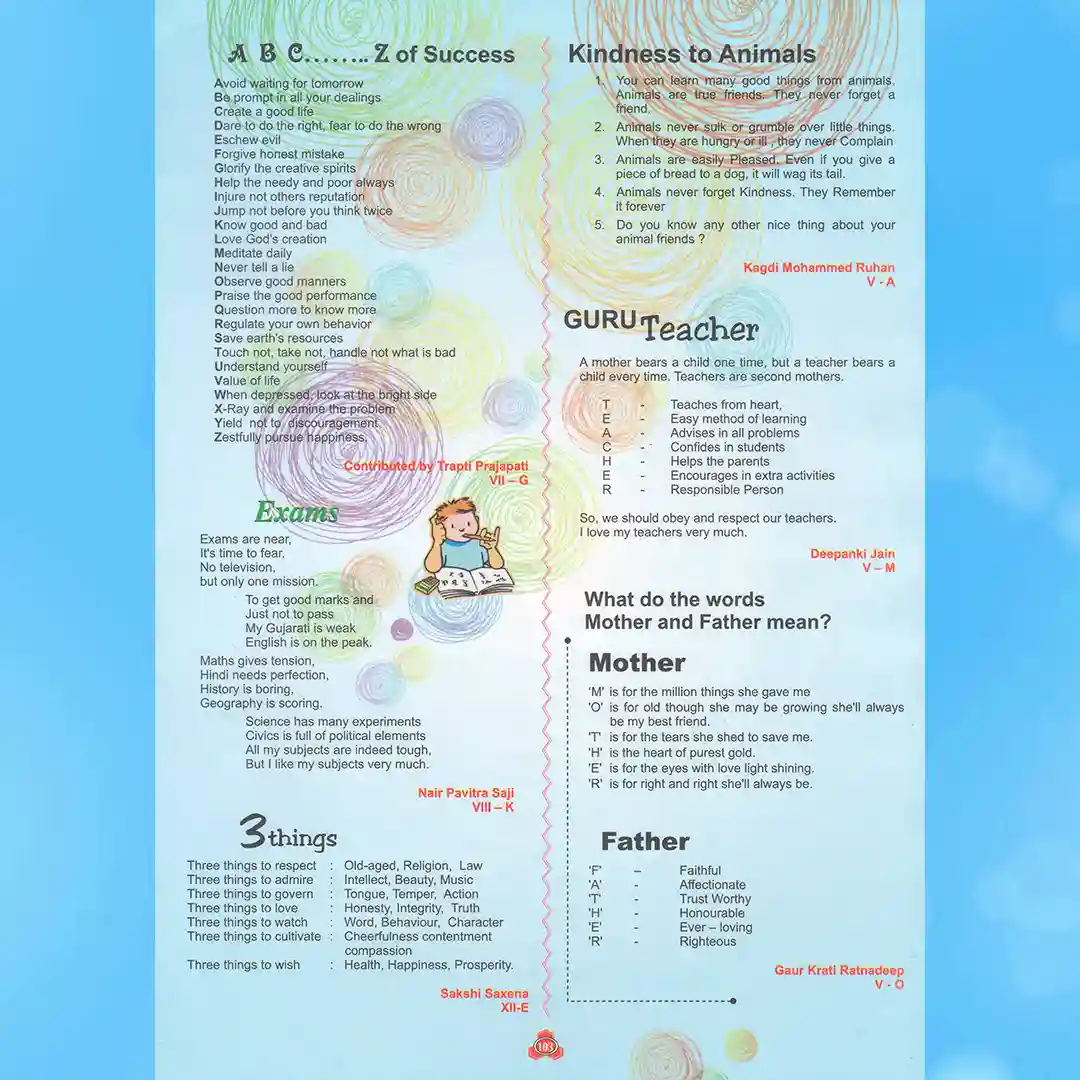 A B C........ Z of Success
Avoid waiting for tomorrow
Be prompt in all your dealings
Create a good life
Dare to do the right, fear to do the wrong
Eschew evil
Forgive honest mistake
Glorify the creative spirits
Help the needy and poor always
Injure not others reputation
Jump not before you think twice
Know good and bad
Love God's creation
Meditate daily
Never tell a lie
Observe good manners
Praise the good performance
Question more to know more
Regulate your own behavior
Save earth's resources
Touch not, take not, handle not what is bad
Understand yourself
Value of life
When depressed, look at the bright side
X-Ray and examine the problem
Yield not to discouragement
Zestfully pursue happiness.
Contributed by Trapti Prajapati
VII – G
Exams
Exams are near,
It's time to fear,
No television,
but only one mission.
To get good marks and
Just not to pass
My Gujarati is weak
English is on the peak.
Maths gives tension,
Hindi needs perfection,
History is boring,
Geography is scoring.
Science has many experiments
Civics is full of political elements
All my subjects are indeed tough,
But I like my subjects very much.
Nair Pavitra Saji
VIII – K
3 things
Three things to respect : Old-aged, Religion, Law
Three things to admire : Intellect, Beauty, Music
Three things to govern : Tongue, Temper, Action
Three things to love : Honesty, Integrity, Truth
Three things to watch : Word, Behaviour, Character
Three things to cultivate : Cheerfulness contentment
compassion
Three things to wish : Health, Happiness, Prosperity.
Sakshi Saxena
XII-E
Kindness to Animals
1. You can learn many good things from animals.
Animals are true friends. They never forget a
friend.
2. Animals never sulk or grumble over little things.
When they are hungry or ill , they never Complain
3. Animals are easily Pleased. Even if you give a
piece of bread to a dog, it will wag its tail.
4. Animals never forget Kindness. They Remember
it forever
5. Do you know any other nice thing about your
animal friends ?
Kagdi Mohammed Ruhan
V - A
GURU Teacher
A mother bears a child one time, but a teacher bears a
child every time. Teachers are second mothers.
T - Teaches from heart,
E - Easy method of learning
A - Advises in all problems
C - Confides in students
H - Helps the parents
E - Encourages in extra activities
R - Responsible Person
So, we should obey and respect our teachers.
I love my teachers very much.
Deepanki Jain
V – M
What do the words
Mother and Father mean?
Mother
'M' is for the million things she gave me
'O' is for old though she may be growing she'll always
be my best friend.
'T' is for the tears she shed to save me.
'H' is the heart of purest gold.
'E' is for the eyes with love light shining.
'R' is for right and right she'll always be.
Father
'F' – Faithful
'A' - Affectionate
'T' - Trust Worthy
'H' - Honourable
'E' - Ever – loving
'R' - Righteous
Gaur Krati Ratnadeep
V - O
103